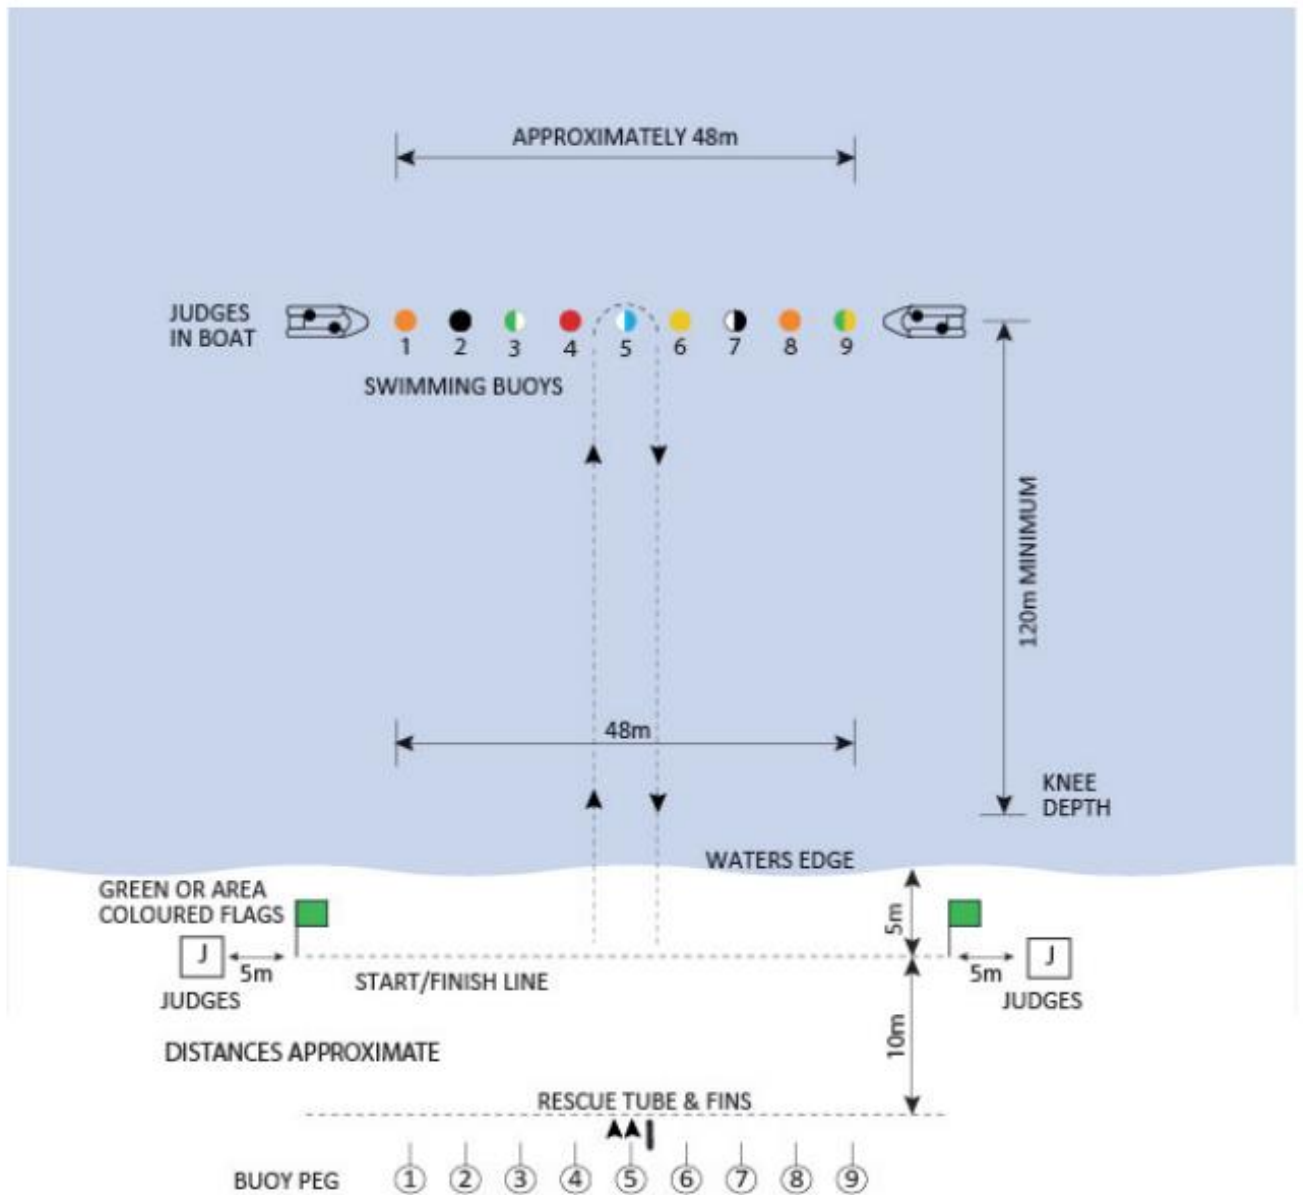 APPROXIMATELY 48m
JUDGES
IN BOAT
1 2 3 4 5 6 7 8 9
SWIMMING BUOYS
120m MINIMUM
48m
KNEE
DEPTH
WATERS EDGE
GREEN OR AREA
COLOURED FLAGS
5m
J
5m
JUDGES
START/FINISH LINE
5m
J
JUDGES
10m
DISTANCES APPROXIMATE
RESCUE TUBE & FINS
BUOY PEG 1 2 3 4 5 6 7 8 9